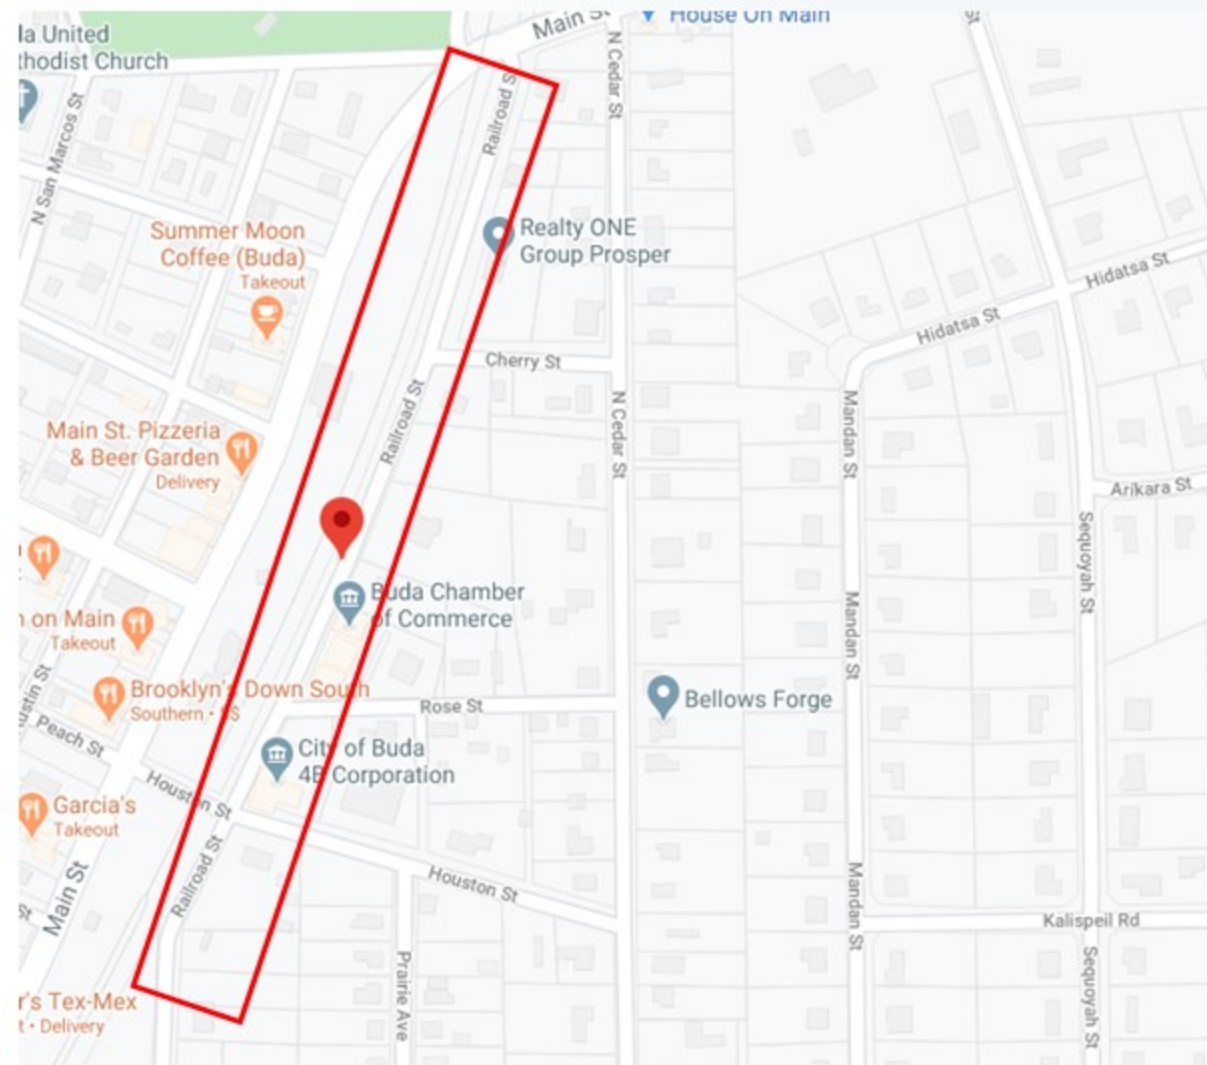 la United
thodist Church
Main St
House On Main
St
N Cedar St
Railroad S
N San Marcos St
Summer Moon
Coffee (Buda)
Takeout
Realty ONE
Group Prosper
Hidatsa St
Hidatsa St
Cherry St
Railroad St
N Cedar St
Mandan St
Main St. Pizzeria
& Beer Garden
Delivery
Arikara St
Sequoyah St
Buda Chamber
of Commerce
Mandan St
n on Main
Takeout
Brooklyn's Down South
Southern • $$
Rose St
Bellows Forge
ustin St
Peach St
City of Buda
4B Corporation
Houston St
Garcia's
Takeout
Railroad St
Main St
St
Houston St
Mandan St
Kalispeil Rd
Prairie Ave
Sequoyah St
r's Tex-Mex
t • Delivery